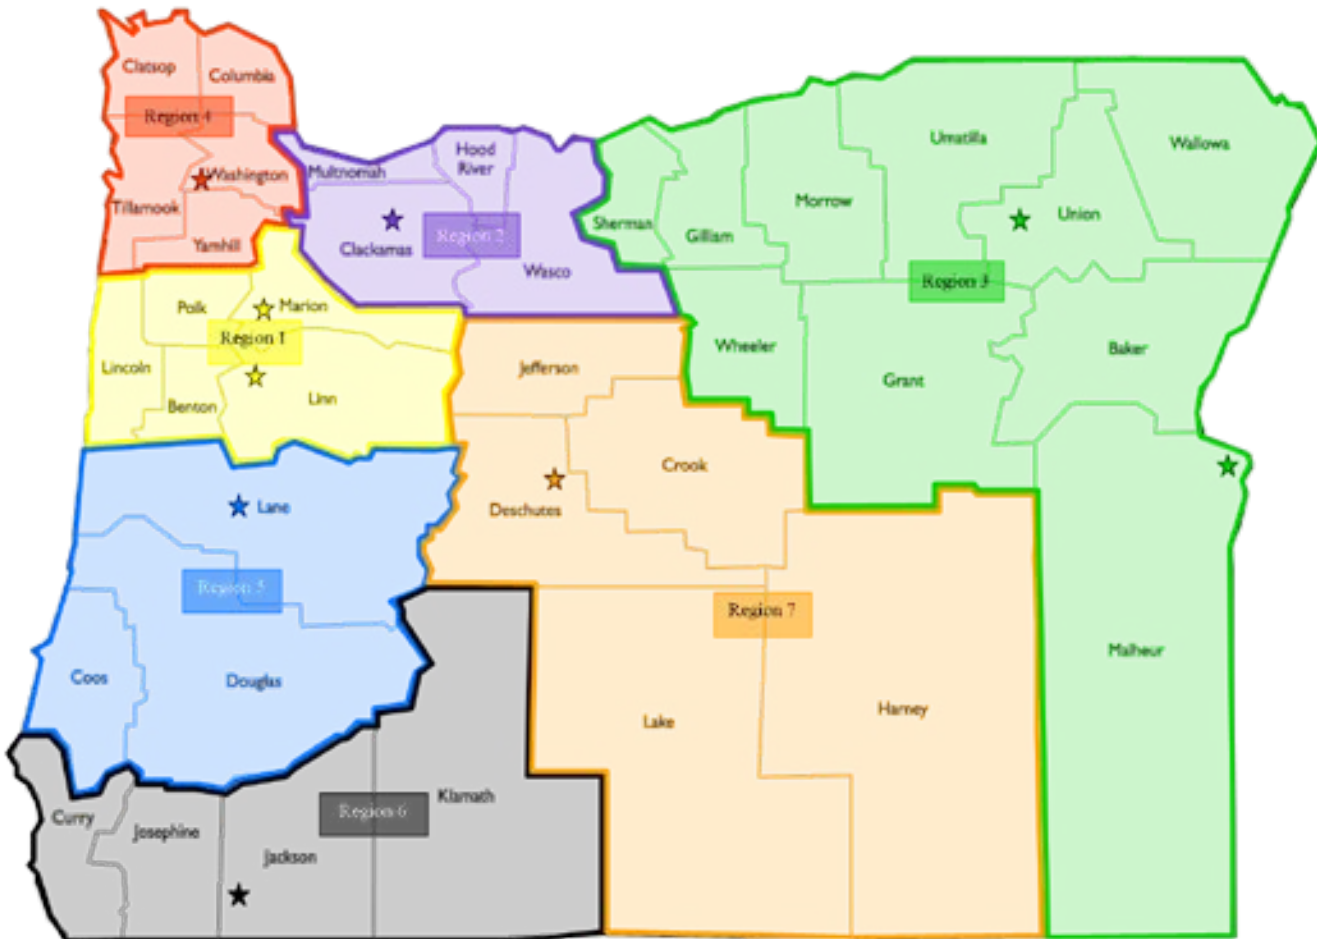 Clatsop
Columbia
Region 4
Washington
Tillamook
Yamhill
Multnomah
Hood
River
Region 2
Clackamas
Wasco
Umatilla
Wallowa
Morrow
Union
Sherman
Gilliam
Region 3
Wheeler
Grant
Baker
Malheur
Polk
Marion
Region 1
Lincoln
Benton
Linn
Jefferson
Crook
Deschutes
Region 7
Lake
Harney
Lane
Region 5
Coos
Douglas
Curry
Josephine
Region 6
Klamath
Jackson